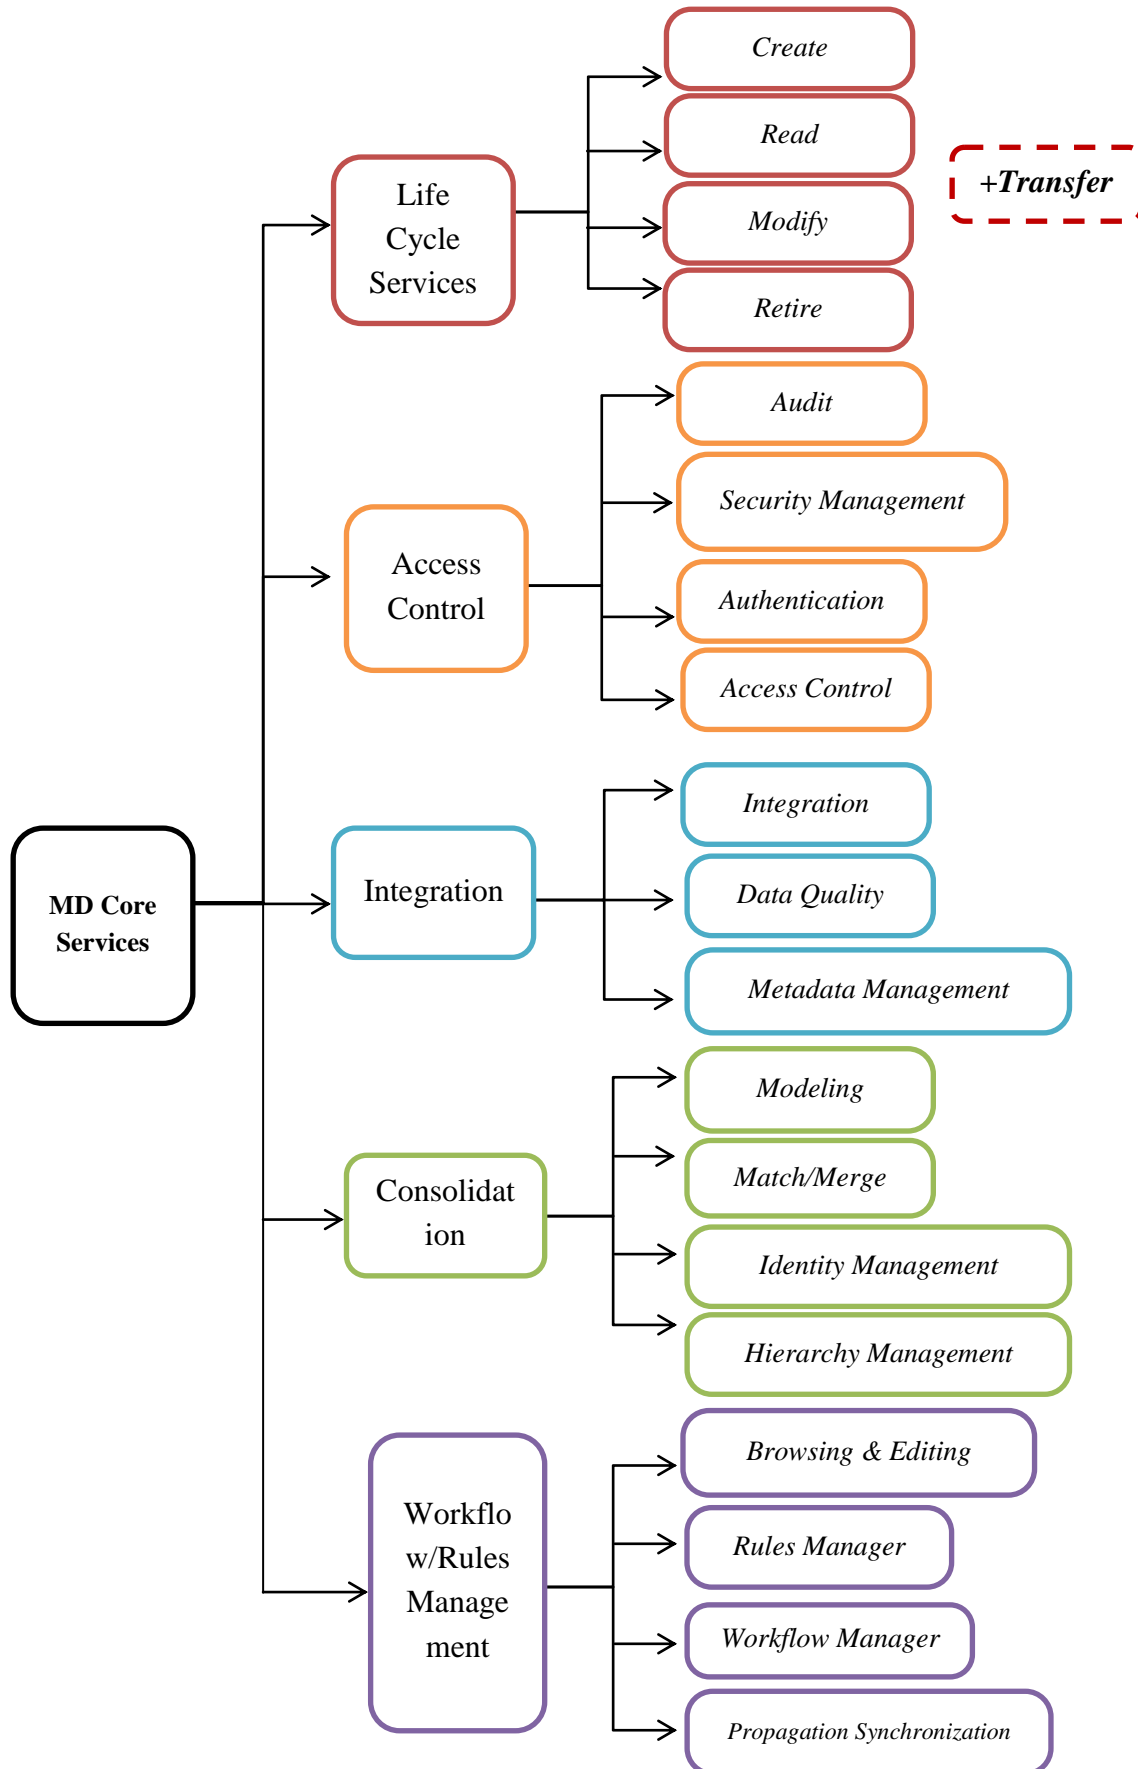 Create
Read
+Transfer
Life
Cycle
Services
Modify
Retire
Audit
Security Management
Access
Control
Authentication
Access Control
Integration
Integration
Data Quality
MD Core
Services
Metadata Management
Modeling
Match/Merge
Consolidat
ion
Identity Management
Hierarchy Management
Browsing & Editing
Workflo
w/Rules
Manage
ment
Rules Manager
Workflow Manager
Propagation Synchronization